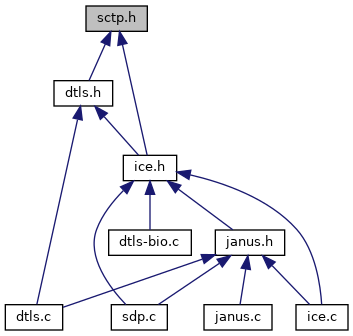 sctp.h
dtls.h
ice.h
dtls-bio.c
janus.h
dtls.c
sdp.c
janus.c
ice.c